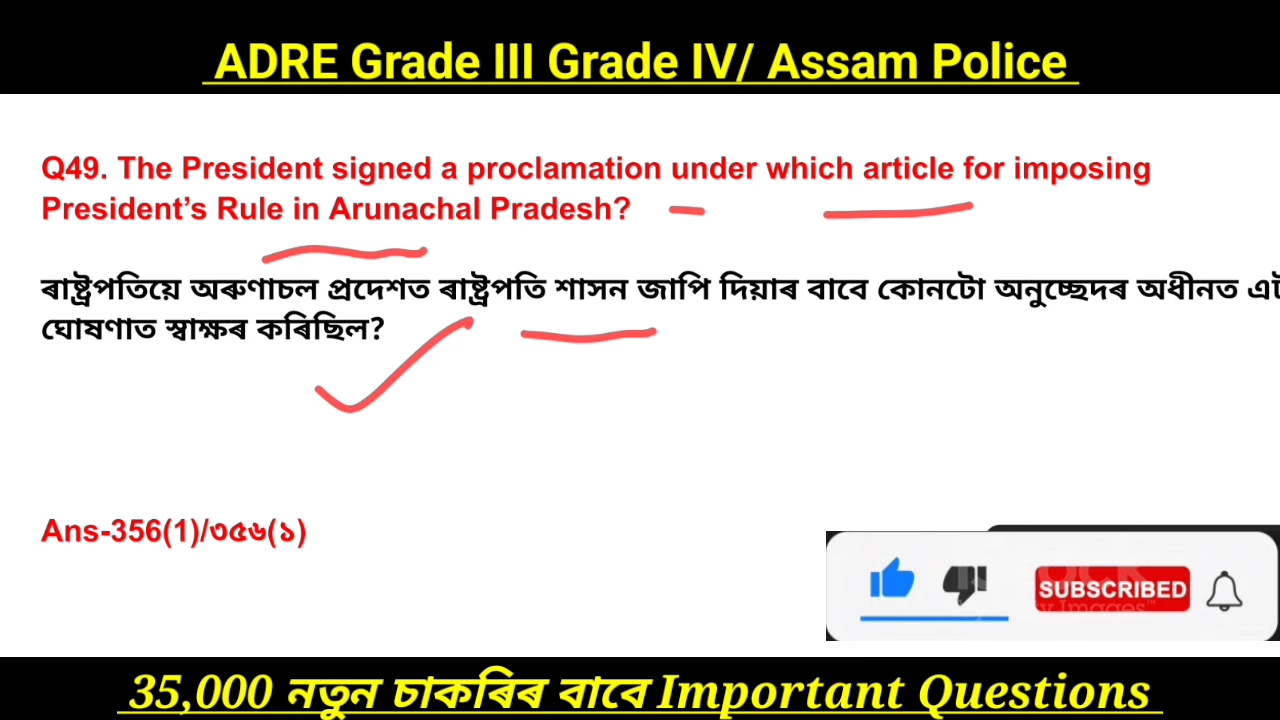 ADRE Grade III Grade IV/ Assam Police
Q49. The President signed a proclamation under which article for imposing
President’s Rule in Arunachal Pradesh?
ৰাষ্ট্ৰপতিয়ে অৰুণাচল প্ৰদেশত ৰাষ্ট্ৰপতি শাসন জাপি দিয়াৰ বাবে কোনটো অনুচ্ছেদৰ অধীনত
ঘোষণাত স্বাক্ষৰ কৰিছিল?
Ans-356(1)/৩৫৬(১)
SUBSCRIBED
35,000 নতুন চাকৰিৰ বাবে Important Questions